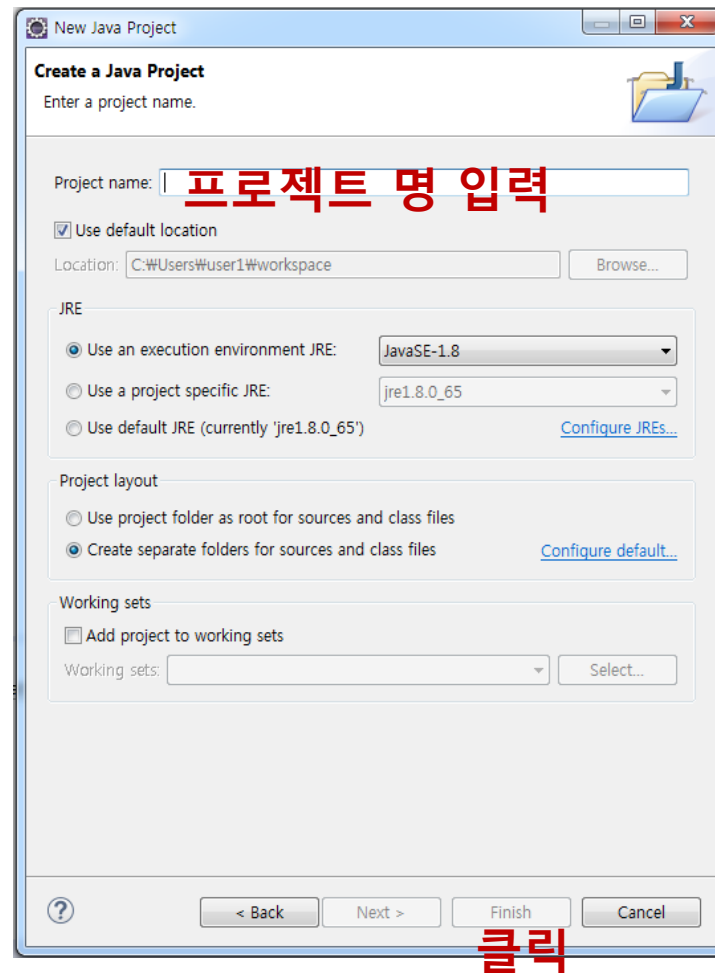 New Java Project
Create a Java Project
Enter a project name.
Project name: 프로젝트 명 입력
Use default location
Location: C:₩Users₩user1₩workspace Browse...
JRE
Use an execution environment JRE: JavaSE-1.8
Use a project specific JRE: jre1.8.0_65
Use default JRE (currently 'jre1.8.0_65') Configure JREs...
Project layout
Use project folder as root for sources and class files
Create separate folders for sources and class files Configure default...
Working sets
Add project to working sets
Working sets: Select...
? < Back Next > Finish Cancel
클릭